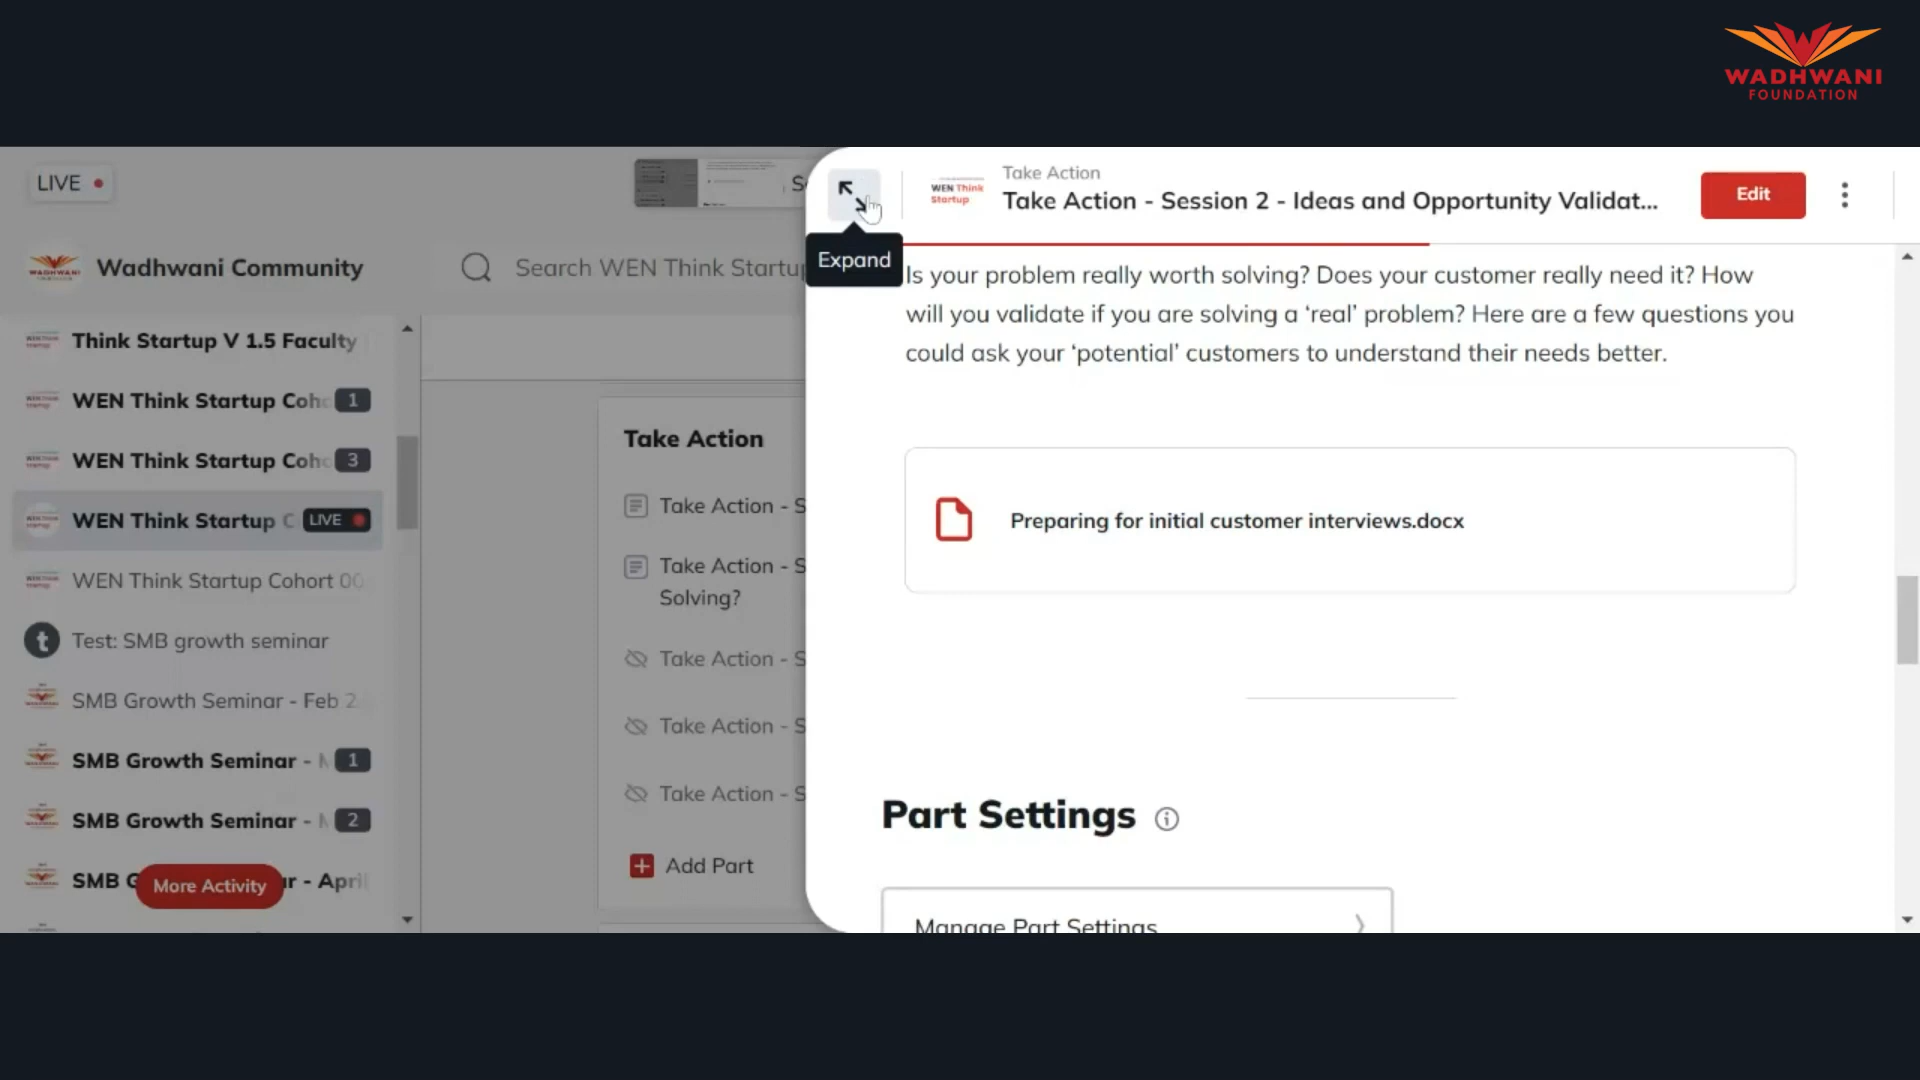 WADHWANI
FOUNDATION
LIVE
Wadhwani Community
Search WEN Think Startup
Think Startup V 1.5 Faculty
WEN Think Startup Coh
1
WEN Think Startup Coh
3
WEN Think Startup C
LIVE
WEN Think Startup Cohort 00
t
Test: SMB growth seminar
SMB Growth Seminar - Feb 2
SMB Growth Seminar -
1
SMB Growth Seminar -
2
SMB
More Activity
- April
Take Action
Take Action - S
Take Action - S
Solving?
Take Action - S
Take Action - S
Take Action - S
Add Part
Expand
WEN Think
Startup
Take Action
Take Action - Session 2 - Ideas and Opportunity Validat...
Edit
Is your problem really worth solving? Does your customer really need it? How
will you validate if you are solving a ‘real’ problem? Here are a few questions you
could ask your ‘potential’ customers to understand their needs better.
Preparing for initial customer interviews.docx
Part Settings
Manage Part Settings